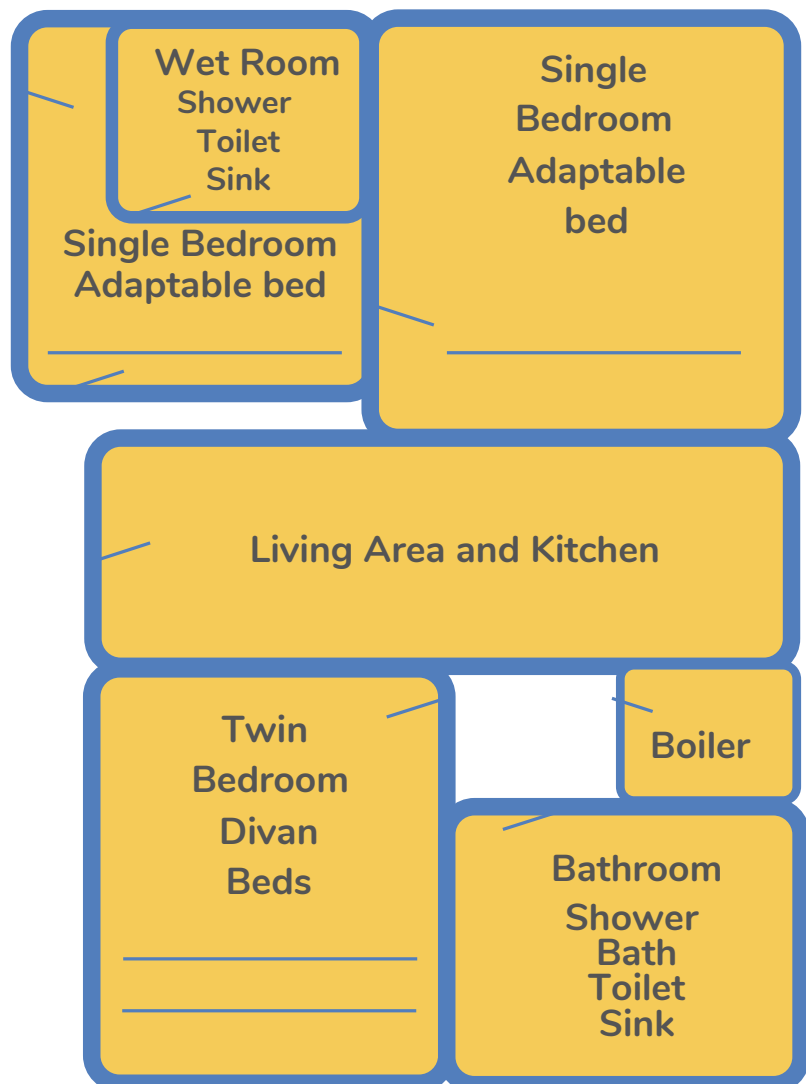 Wet Room
Shower
Toilet
Sink
Single Bedroom
Adaptable bed
Single
Bedroom
Adaptable
bed
Living Area and Kitchen
Twin
Bedroom
Divan
Beds
Boiler
Bathroom
Shower
Bath
Toilet
Sink